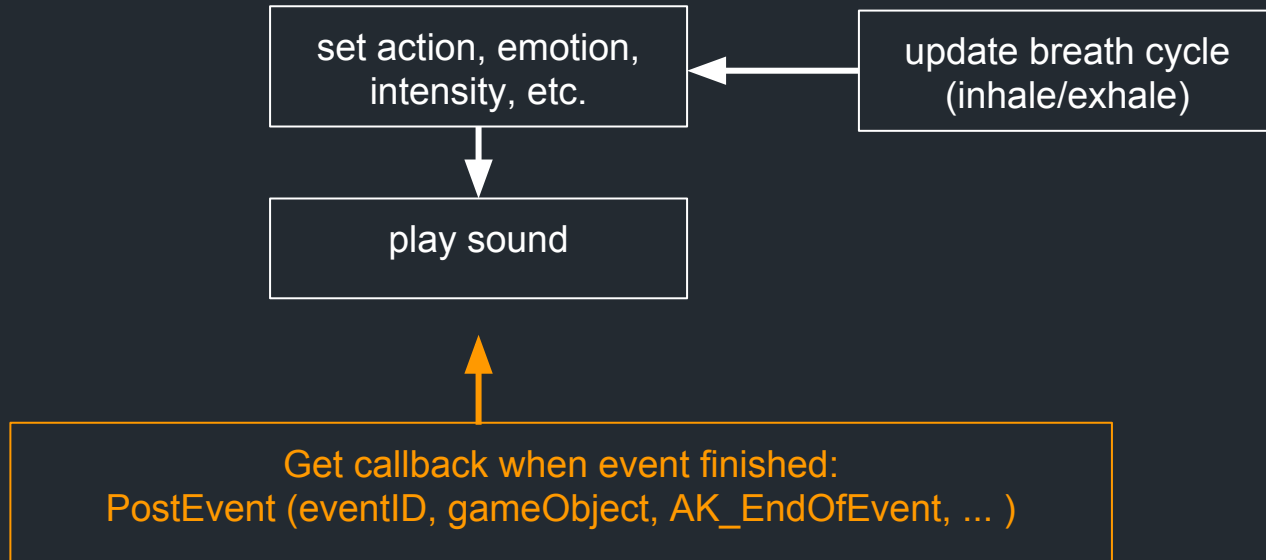 set action, emotion,
intensity, etc.
update breath cycle
(inhale/exhale)
play sound
Get callback when event finished:
PostEvent (eventID, gameObject, AK_EndOfEvent, ... )